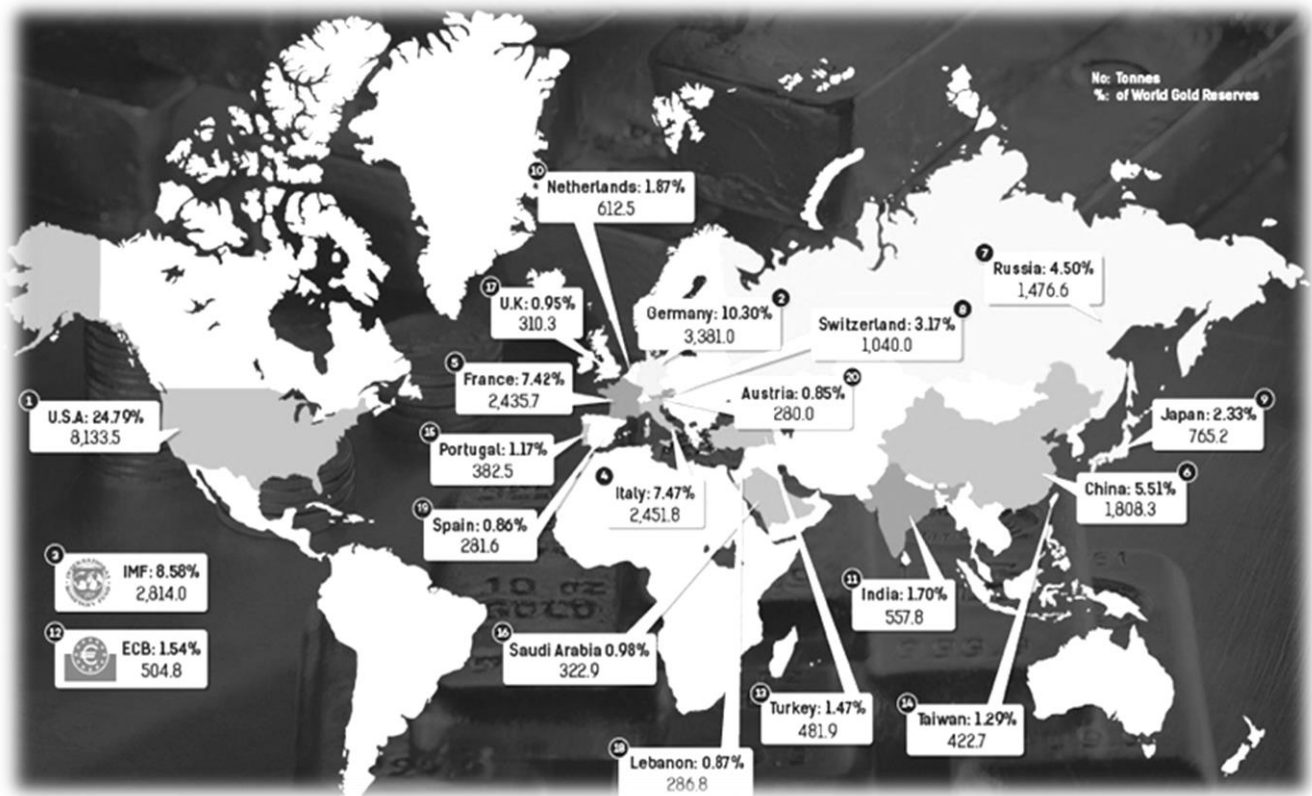 No: Tonnes
%: of World Gold Reserves
10
Netherlands: 1.87%
612.5
7
Russia: 4.50%
1,476.6
17
U.K: 0.95%
310.3
2
Germany: 10.30%
3,381.0
8
Switzerland: 3.17%
1,040.0
5
France: 7.42%
2,435.7
20
Austria: 0.85%
280.0
1
U.S.A: 24.79%
8,133.5
9
Japan: 2.33%
765.2
15
Portugal: 1.17%
382.5
4
Italy: 7.47%
2,451.8
6
China: 5.51%
1,808.3
19
Spain: 0.86%
281.6
3
IMF: 8.58%
2,814.0
10 oz
GOLD
11
India: 1.70%
557.8
12
€
ECB: 1.54%
504.8
16
Saudi Arabia 0.98%
322.9
13
Turkey: 1.47%
481.9
14
Taiwan: 1.29%
422.7
18
Lebanon: 0.87%
286.8